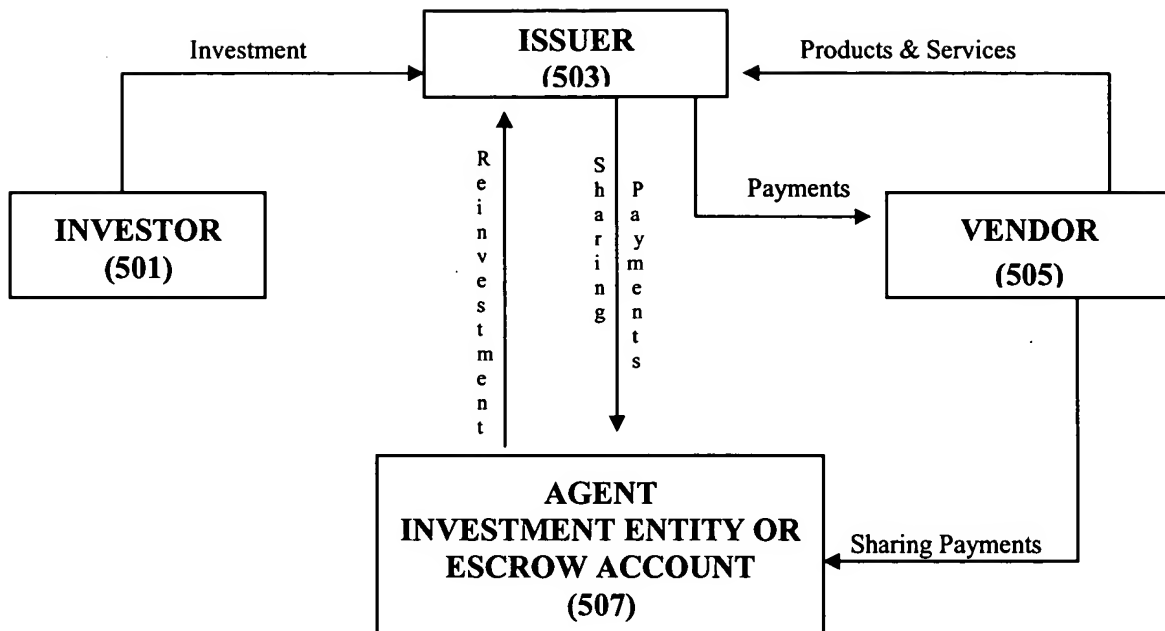 ISSUER
(503)
Investment
Products & Services
Reinvestment
Sharing
Payments
Payments
INVESTOR
(501)
VENDOR
(505)
AGENT
INVESTMENT ENTITY OR
ESCROW ACCOUNT
(507)
Sharing Payments